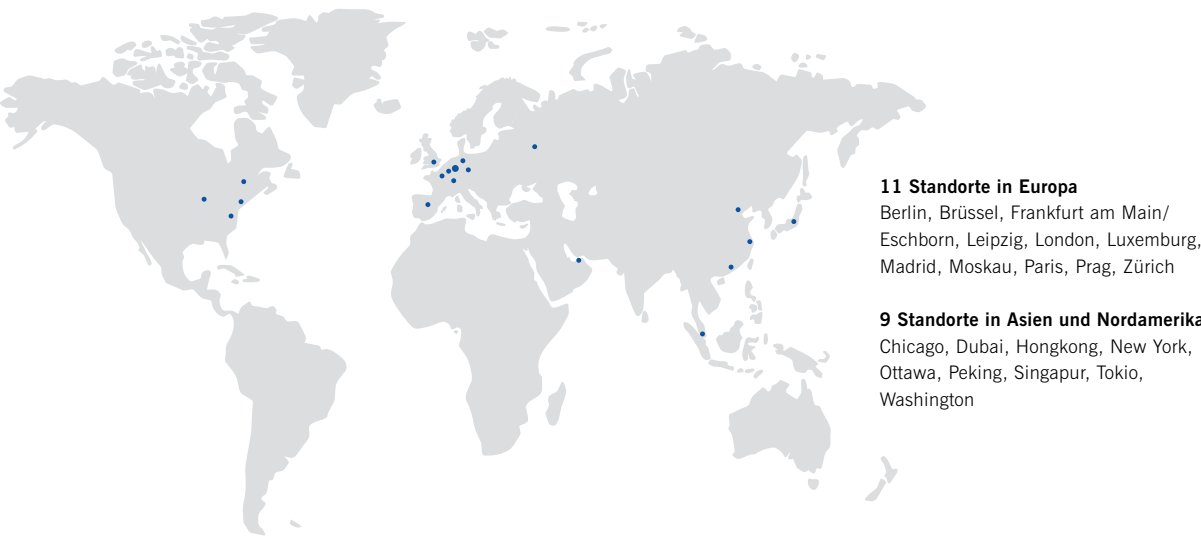 11 Standorte in Europa
Berlin, Brüssel, Frankfurt am Main/
Eschborn, Leipzig, London, Luxemburg,
Madrid, Moskau, Paris, Prag, Zürich
9 Standorte in Asien und Nordamerika
Chicago, Dubai, Hongkong, New York,
Ottawa, Peking, Singapur, Tokio,
Washington